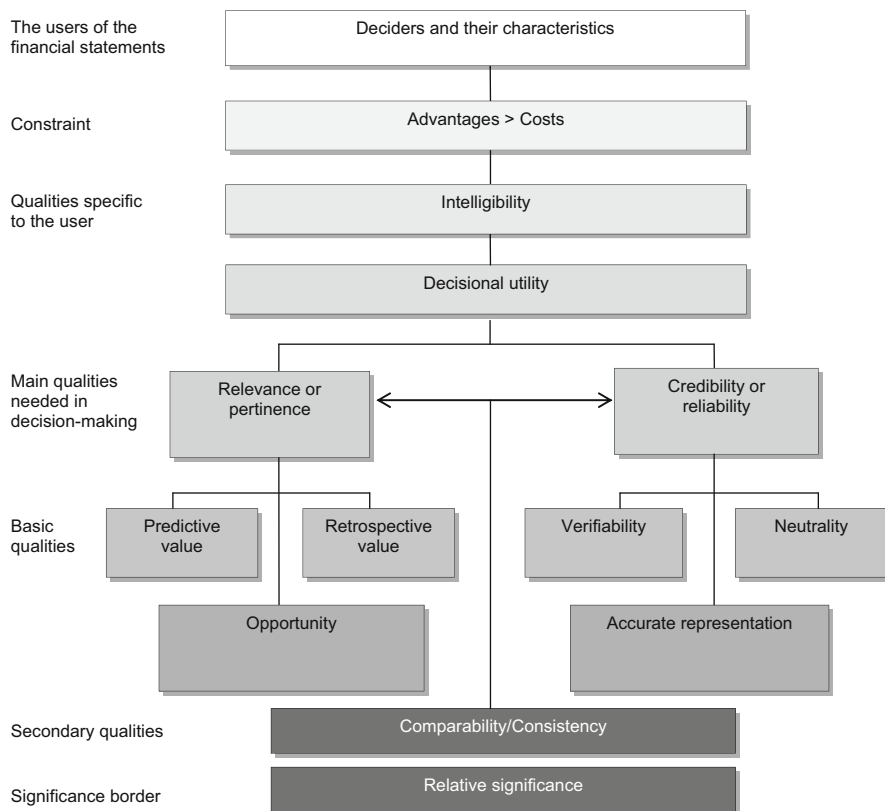 The users of the
financial statements
Deciders and their characteristics
Constraint
Advantages > Costs
Qualities specific
to the user
Intelligibility
Decisional utility
Main qualities
needed in
decision-making
Relevance or
pertinence
Credibility or
reliability
Basic
qualities
Predictive
value
Retrospective
value
Verifiability
Neutrality
Opportunity
Accurate representation
Secondary qualities
Comparability/Consistency
Significance border
Relative significance